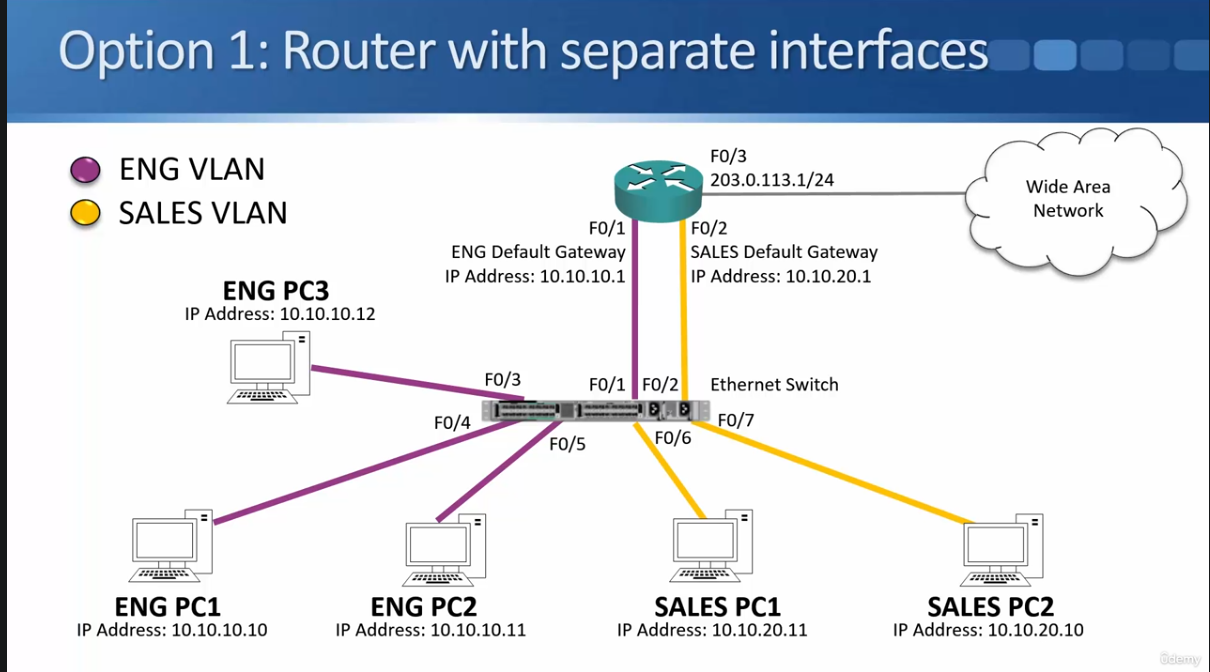 Option 1: Router with separate interfaces
ENG VLAN
SALES VLAN
F0/3
203.0.113.1/24
Wide Area
Network
F0/1
ENG Default Gateway
IP Address: 10.10.10.1
F0/2
SALES Default Gateway
IP Address: 10.10.20.1
ENG PC3
IP Address: 10.10.10.12
F0/3
F0/1
F0/2
Ethernet Switch
F0/4
F0/5
F0/6
F0/7
ENG PC1
IP Address: 10.10.10.10
ENG PC2
IP Address: 10.10.10.11
SALES PC1
IP Address: 10.10.20.11
SALES PC2
IP Address: 10.10.20.10
ûdemy